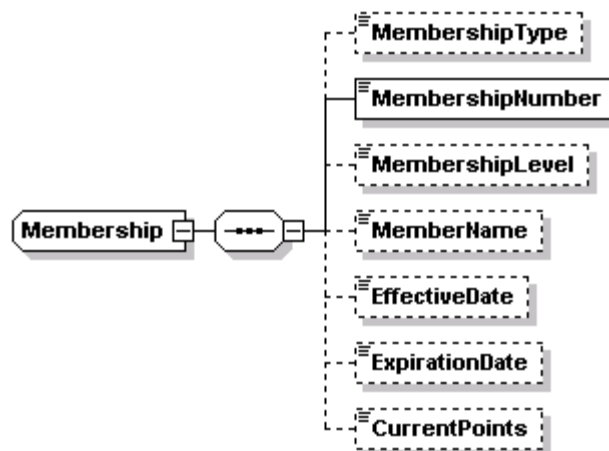 MembershipType
MembershipNumber
MembershipLevel
Membership
MemberName
EffectiveDate
ExpirationDate
CurrentPoints